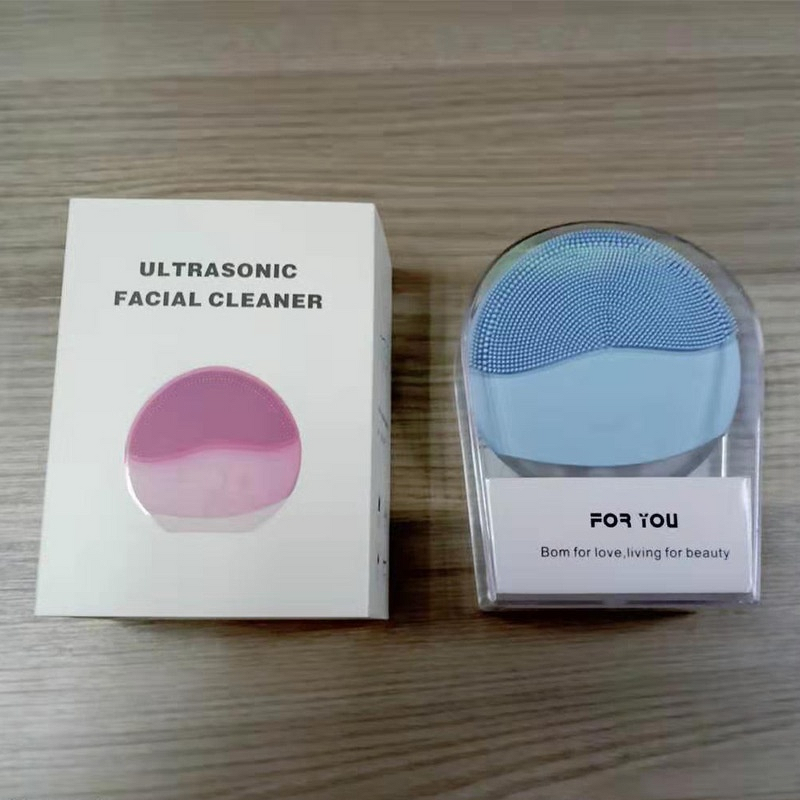 ULTRASONIC
FACIAL CLEANER
FOR YOU
Bom for love,living for beauty